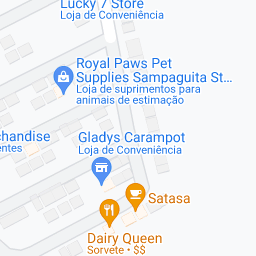 Lucky 7 Store
Loja de Conveniência
Royal Paws Pet
Supplies Sampaguita St...
Loja de suprimentos para
animais de estimação
chandise
entes
Gladys Carampot
Loja de Conveniência
Satasa
Dairy Queen
Sorvete • $$